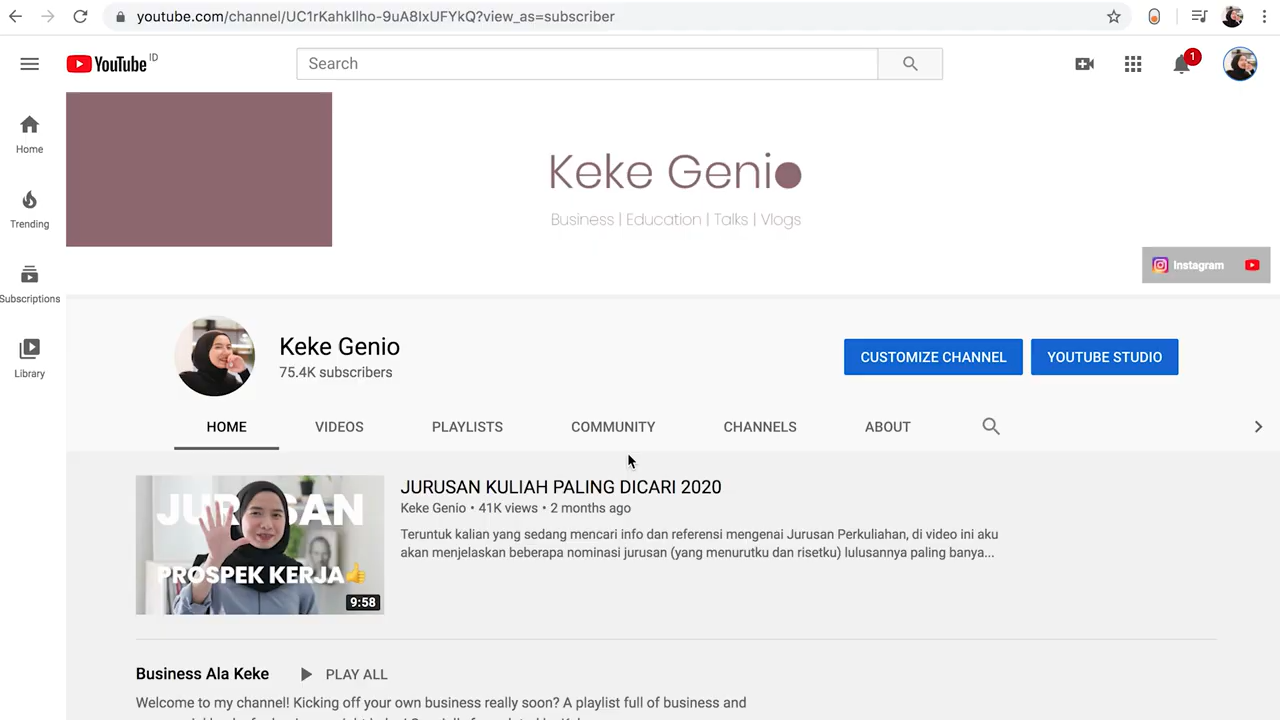 youtube.com/channel/UC1rKahkIlho-9uA8IxUFYkQ?view_as=subscriber
YouTube ID
Search
1
Home
Trending
Subscriptions
Library
Keke Genio
Business | Education | Talks | Vlogs
Instagram
Keke Genio
75.4K subscribers
CUSTOMIZE CHANNEL
YOUTUBE STUDIO
HOME VIDEOS PLAYLISTS COMMUNITY CHANNELS ABOUT
JURUSAN
PROSPEK KERJA👍
9:58
JURUSAN KULIAH PALING DICARI 2020
Keke Genio • 41K views • 2 months ago
Teruntuk kalian yang sedang mencari info dan referensi mengenai Jurusan Perkuliahan, di video ini aku
akan menjelaskan beberapa nominasi jurusan (yang menurutku dan risetku) lulusannya paling banya...
Business Ala Keke
PLAY ALL
Welcome to my channel! Kicking off your own business really soon? A playlist full of business and